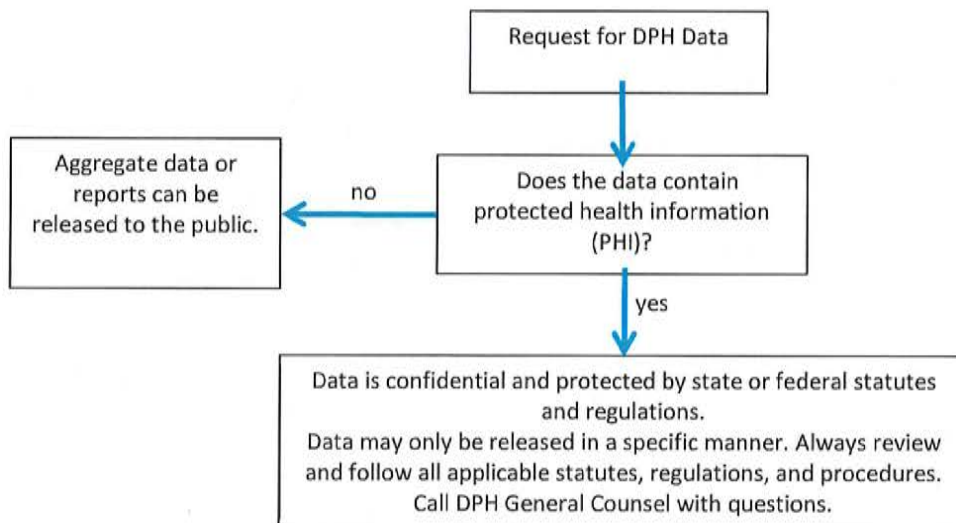 Request for DPH Data
Aggregate data or
reports can be
released to the public.
no
Does the data contain
protected health information
(PHI)?
yes
Data is confidential and protected by state or federal statutes
and regulations.
Data may only be released in a specific manner. Always review
and follow all applicable statutes, regulations, and procedures.
Call DPH General Counsel with questions.